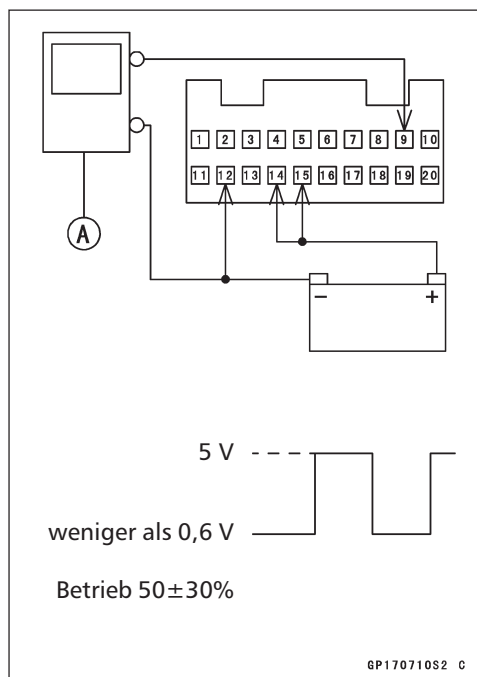 1 2 3 4 5 6 7 8 9 10
11 12 13 14 15 16 17 18 19 20
A
− +
5 V
weniger als 0,6 V
Betrieb 50±30%
GP170710S2 C